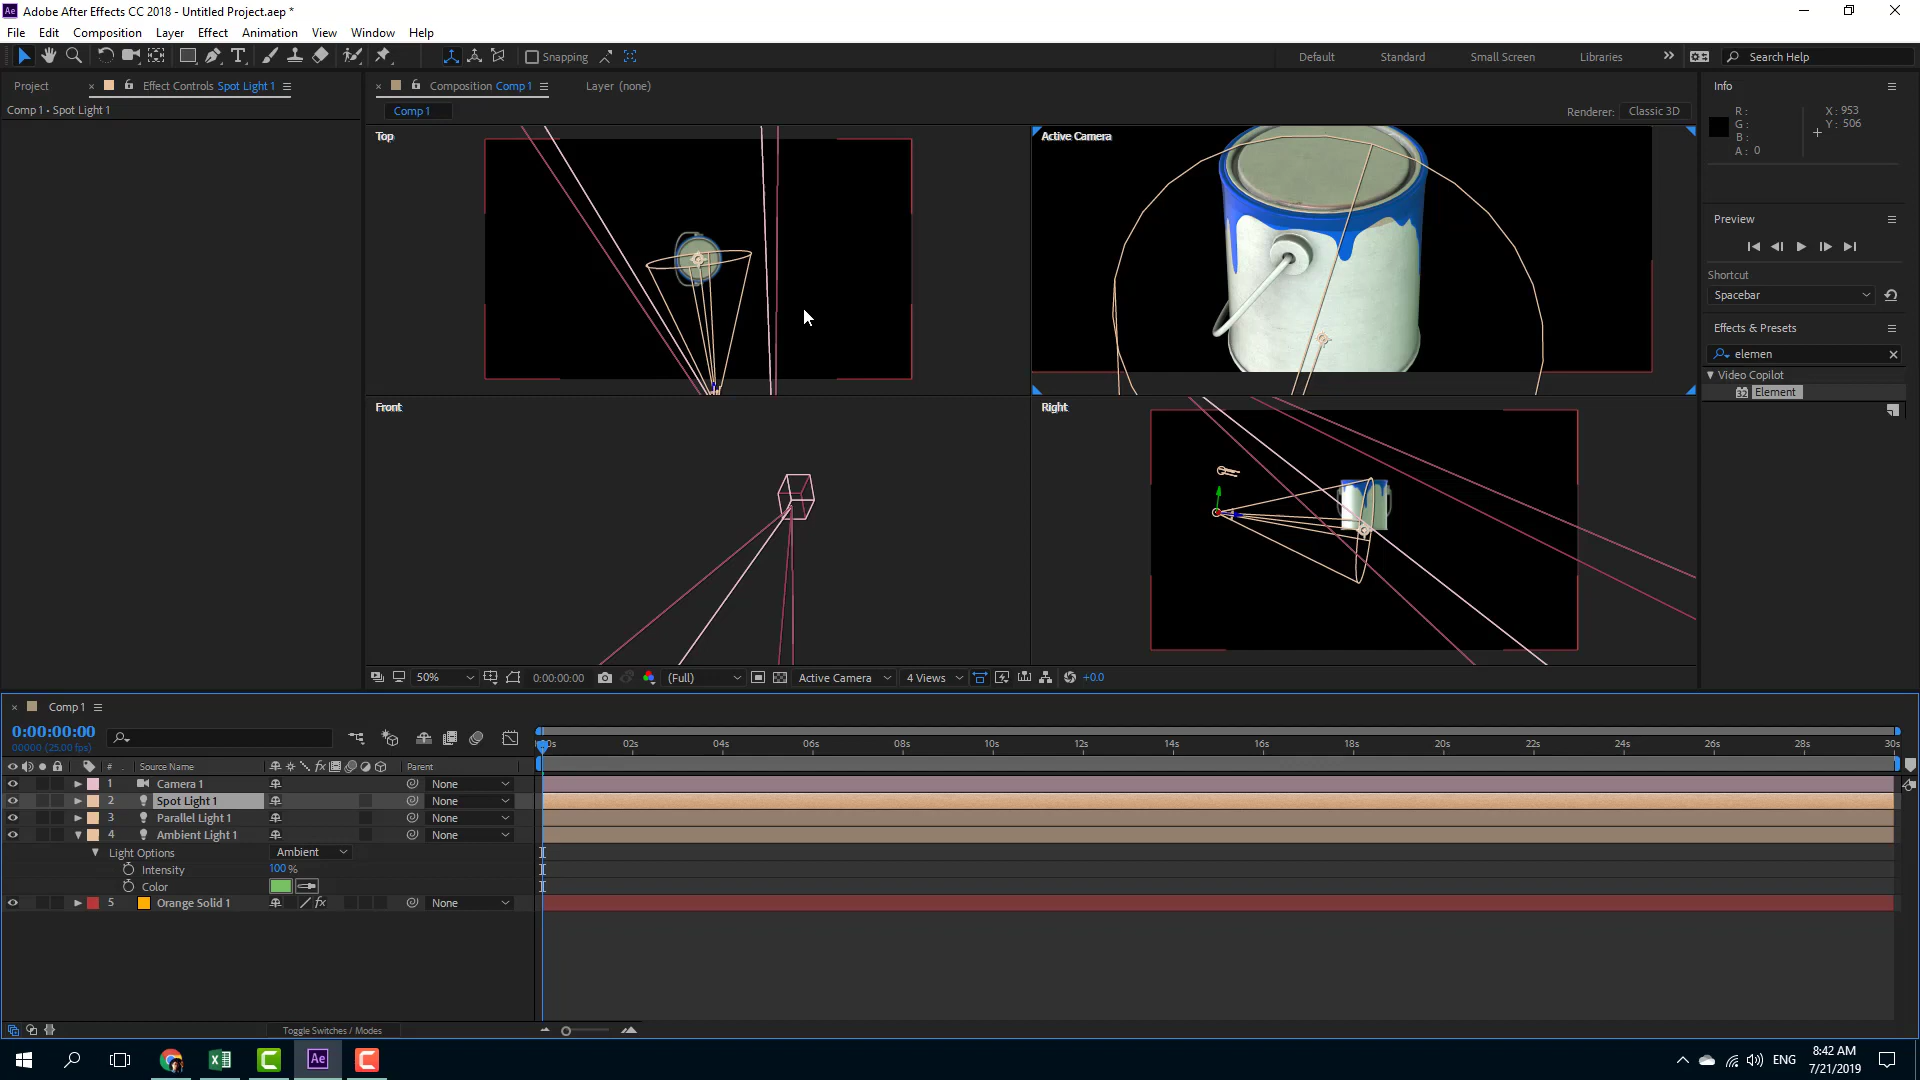 Ae Adobe After Effects CC 2018 - Untitled Project.aep *
File Edit Composition Layer Effect Animation View Window Help
T Snapping Default Standard Small Screen Libraries » Search Help
Project × Effect Controls Spot Light 1 × Composition Comp 1 Layer (none) Info
Comp 1 • Spot Light 1
Comp 1 Renderer: Classic 3D
R : X : 953
G : Y : 506
B :
A : 0
Top Active Camera
Preview
Shortcut
Spacebar
Effects & Presets
elemen
Video Copilot
32 Element
Front Right
50% 0:00:00:00 (Full) Active Camera 4 Views +0.0
× Comp 1
0:00:00:00
00000 (25.00 fps)
:00s 02s 04s 06s 08s 10s 12s 14s 16s 18s 20s 22s 24s 26s 28s 30s
# Source Name fx Parent
1 Camera 1 None
2 Spot Light 1 None
3 Parallel Light 1 None
4 Ambient Light 1 None
Light Options Ambient
Intensity 100 %
Color
5 Orange Solid 1 fx None
Toggle Switches / Modes
Ae ENG 8:42 AM
7/21/2019